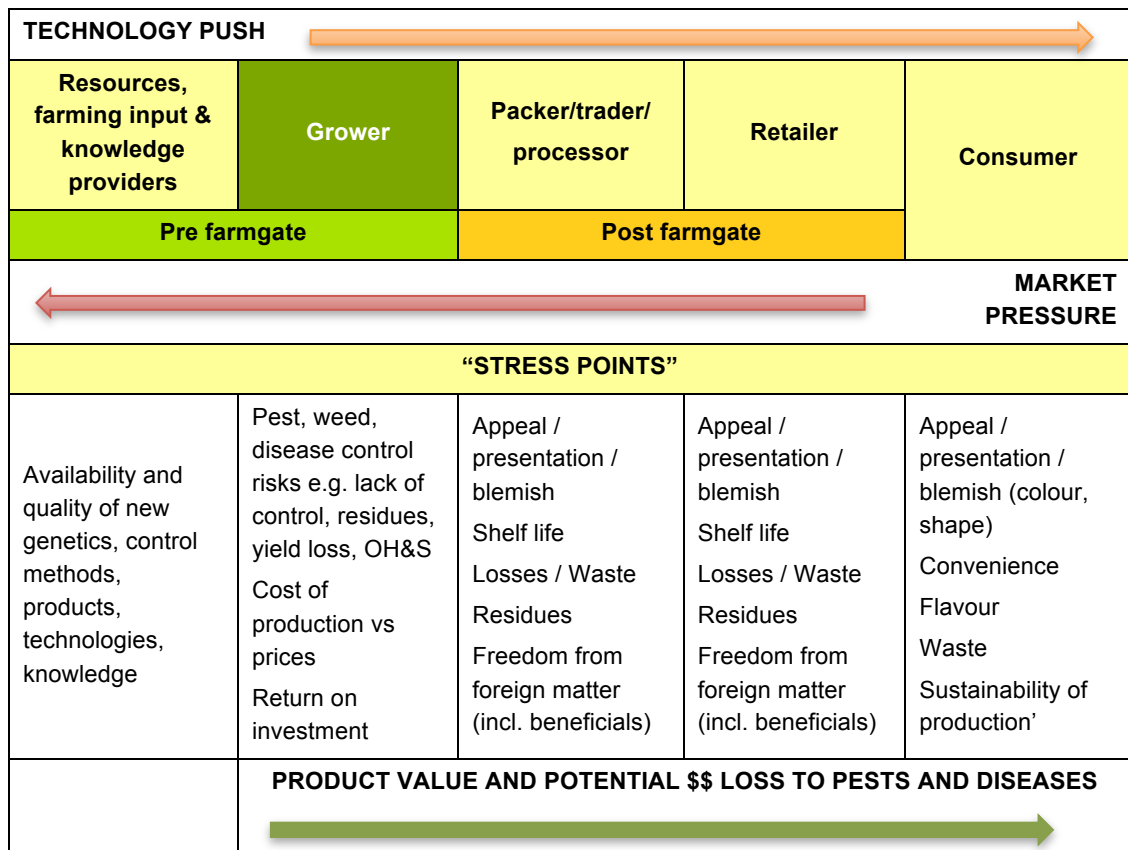 TECHNOLOGY PUSH
Resources,
farming input &
knowledge
providers
Grower
Packer/trader/
processor
Retailer
Consumer
Pre farmgate
Post farmgate
MARKET
PRESSURE
“STRESS POINTS”
Availability and
quality of new
genetics, control
methods,
products,
technologies,
knowledge
Pest, weed,
disease control
risks e.g. lack of
control, residues,
yield loss, OH&S
Cost of
production vs
prices
Return on
investment
Appeal /
presentation /
blemish
Shelf life
Losses / Waste
Residues
Freedom from
foreign matter
(incl. beneficials)
Appeal /
presentation /
blemish
Shelf life
Losses / Waste
Residues
Freedom from
foreign matter
(incl. beneficials)
Appeal /
presentation /
blemish (colour,
shape)
Convenience
Flavour
Waste
Sustainability of
production’
PRODUCT VALUE AND POTENTIAL $$ LOSS TO PESTS AND DISEASES